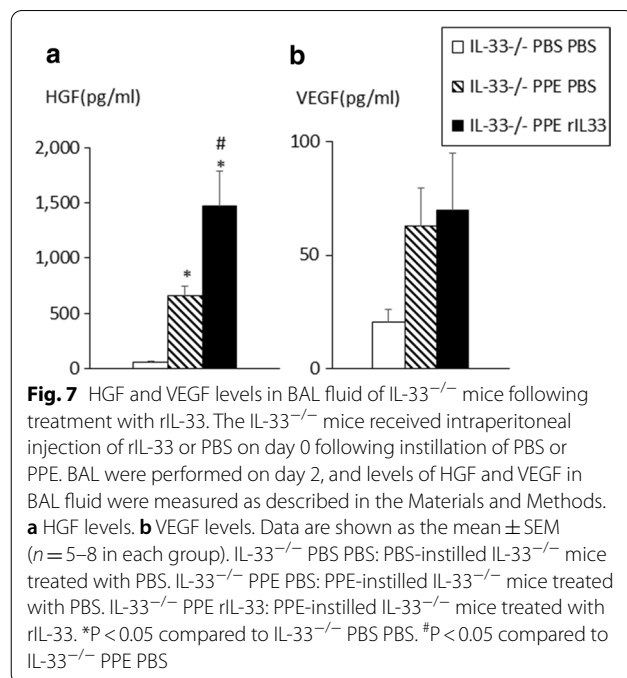 a
b
HGF(pg/ml)
VEGF(pg/ml)
IL-33-/- PBS PBS
IL-33-/- PPE PBS
IL-33-/- PPE rIL33
2,000
1,500
1,000
500
0
*
#
*
100
50
0
Fig. 7 HGF and VEGF levels in BAL fluid of IL-33−/− mice following
treatment with rIL-33. The IL-33−/− mice received intraperitoneal
injection of rIL-33 or PBS on day 0 following instillation of PBS or
PPE. BAL were performed on day 2, and levels of HGF and VEGF in
BAL fluid were measured as described in the Materials and Methods.
a HGF levels. b VEGF levels. Data are shown as the mean ± SEM
(n = 5–8 in each group). IL-33−/− PBS PBS: PBS-instilled IL-33−/− mice
treated with PBS. IL-33−/− PPE PBS: PPE-instilled IL-33−/− mice treated
with PBS. IL-33−/− PPE rIL-33: PPE-instilled IL-33−/− mice treated with
rIL-33. *P < 0.05 compared to IL-33−/− PBS PBS. #P < 0.05 compared to
IL-33−/− PPE PBS